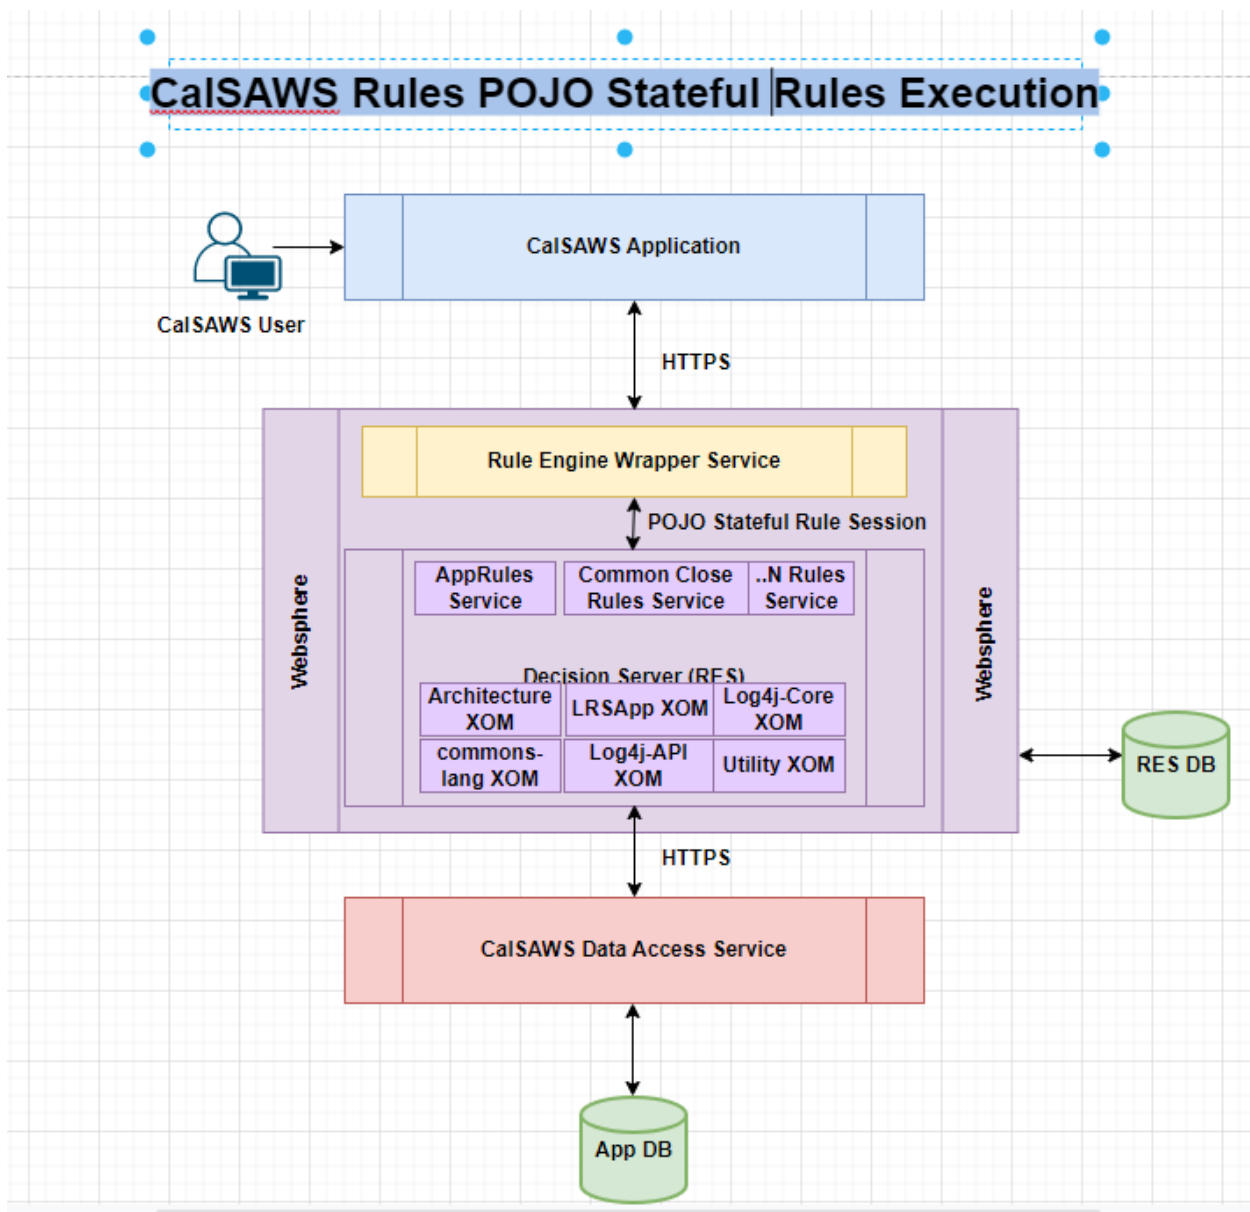 CalSAWS Rules POJO Stateful Rules Execution
CalSAWS Application
CalSAWS User
HTTPS
Rule Engine Wrapper Service
POJO Stateful Rule Session
AppRules
Service
Common Close
Rules Service
..N Rules
Service
Websphere
Websphere
Decision Server (RES)
Architecture
XOM
LRSApp XOM
Log4j-Core
XOM
commons-
lang XOM
Log4j-API
XOM
Utility XOM
RES DB
HTTPS
CalSAWS Data Access Service
App DB